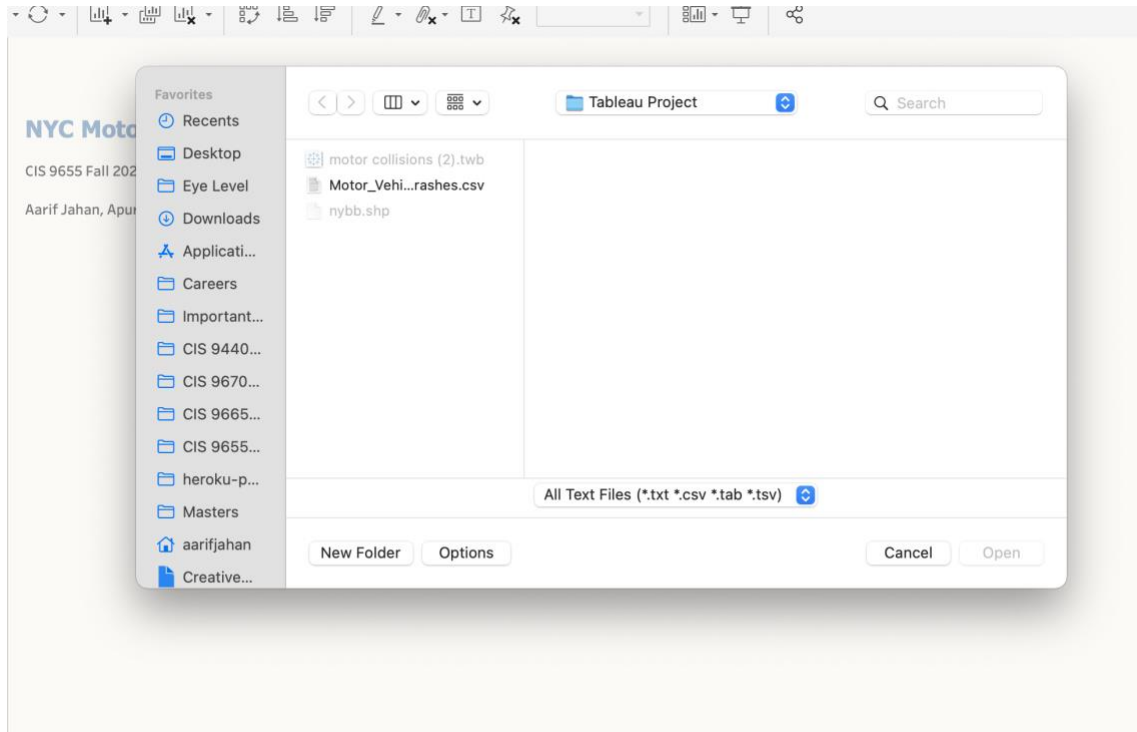 T
NYC Moto
CIS 9655 Fall 202
Aarif Jahan, Apur
Favorites
Recents
Desktop
Eye Level
Downloads
Applicati...
Careers
Important...
CIS 9440...
CIS 9670...
CIS 9665...
CIS 9655...
heroku-p...
Masters
aarifjahan
Creative...
Tableau Project
Search
motor collisions (2).twb
Motor_Vehi...rashes.csv
nybb.shp
All Text Files (*.txt *.csv *.tab *.tsv)
New Folder Options Cancel Open